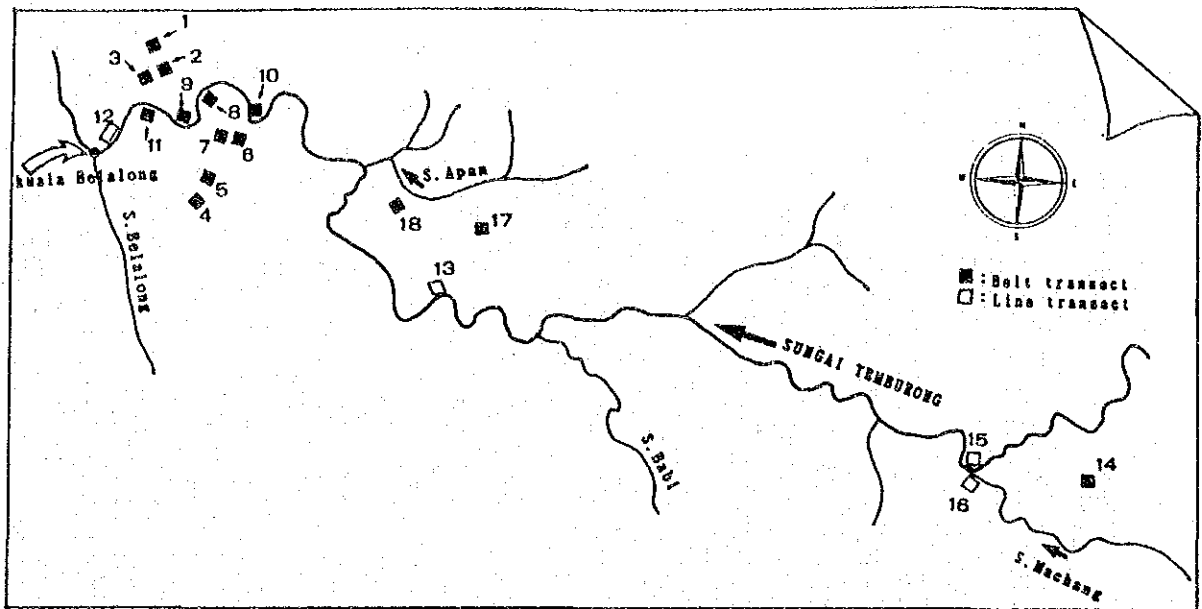 1
3
2
9
10
12
8
11
7
6
kuala Belalong
S. Apan
5
4
18
17
S. Belalong
13
N
W
E
S
: Belt transect
: Line transect
SUNGAI TEMBURONG
S. Babi
15
14
16
S. Machang